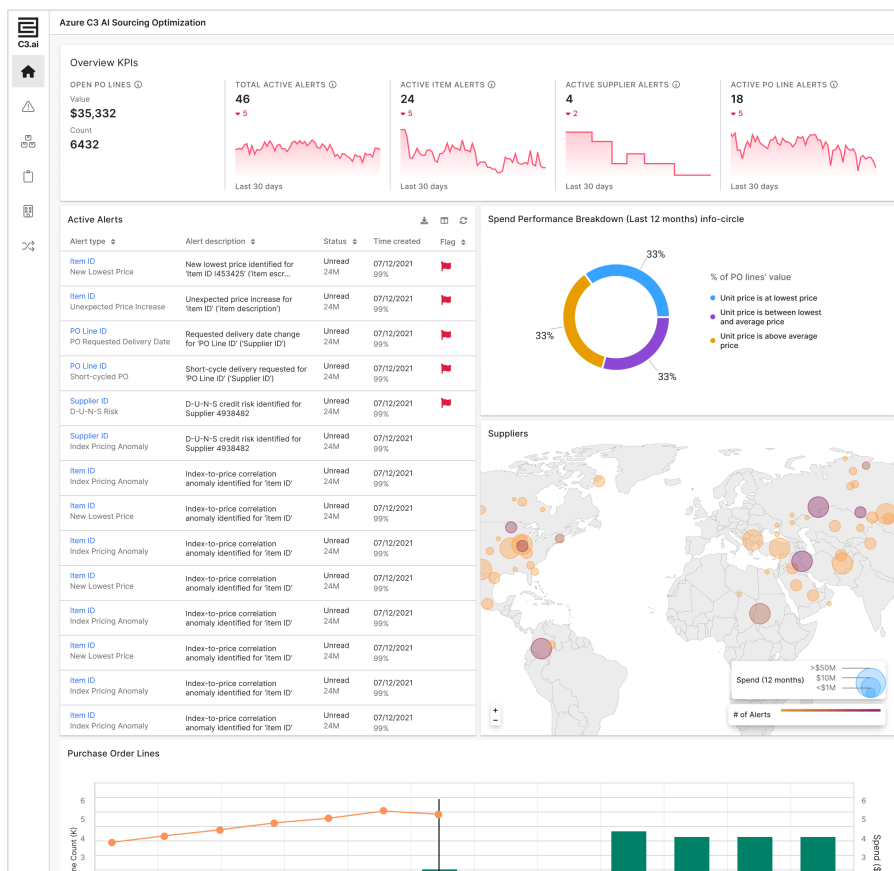 C3.ai
Azure C3 AI Sourcing Optimization
Overview KPIs
OPEN PO LINES
Value
$35,332
Count
6432
TOTAL ACTIVE ALERTS
46
5
Last 30 days
ACTIVE ITEM ALERTS
24
5
Last 30 days
ACTIVE SUPPLIER ALERTS
4
2
Last 30 days
ACTIVE PO LINE ALERTS
18
5
Last 30 days
Active Alerts
Alert type Alert description Status Time created Flag
Item ID New lowest price identified for Unread 07/12/2021
New Lowest Price 'Item ID I453425' ('item escr... 24M 99%
Item ID Unexpected price increase for Unread 07/12/2021
Unexpected Price Increase 'Item ID' ('item description') 24M 99%
PO Line ID Requested delivery date change Unread 07/12/2021
PO Requested Delivery Date for 'PO Line ID' ('Supplier ID') 24M 99%
PO Line ID Short-cycle delivery requested for Unread 07/12/2021
Short-cycled PO 'PO Line ID' ('Supplier ID') 24M 99%
Supplier ID D-U-N-S credit risk identified for Unread 07/12/2021
D-U-N-S Risk Supplier 4938482 24M 99%
Supplier ID D-U-N-S credit risk identified for Unread 07/12/2021
Index Pricing Anomaly Supplier 4938482 24M 99%
Item ID Index-to-price correlation Unread 07/12/2021
Index Pricing Anomaly anomaly identified for 'item ID' 24M 99%
Item ID Index-to-price correlation Unread 07/12/2021
New Lowest Price anomaly identified for 'item ID' 24M 99%
Item ID Index-to-price correlation Unread 07/12/2021
Index Pricing Anomaly anomaly identified for 'item ID' 24M 99%
Item ID Index-to-price correlation Unread 07/12/2021
New Lowest Price anomaly identified for 'item ID' 24M 99%
Item ID Index-to-price correlation Unread 07/12/2021
Index Pricing Anomaly anomaly identified for 'item ID' 24M 99%
Item ID Index-to-price correlation Unread 07/12/2021
New Lowest Price anomaly identified for 'item ID' 24M 99%
Item ID Index-to-price correlation Unread 07/12/2021
Index Pricing Anomaly anomaly identified for 'item ID' 24M 99%
Item ID Index-to-price correlation Unread 07/12/2021
Index Pricing Anomaly anomaly identified for 'item ID' 24M 99%
Spend Performance Breakdown (Last 12 months) info-circle
33%
33%
33%
% of PO lines' value
Unit price is at lowest price
Unit price is between lowest
and average price
Unit price is above average
price
Suppliers
+
−
Spend (12 months)
>$50M
$10M
<$1M
# of Alerts
Purchase Order Lines
6
5
4
3
ne Count (K)
6
5
4
3
Spend ($